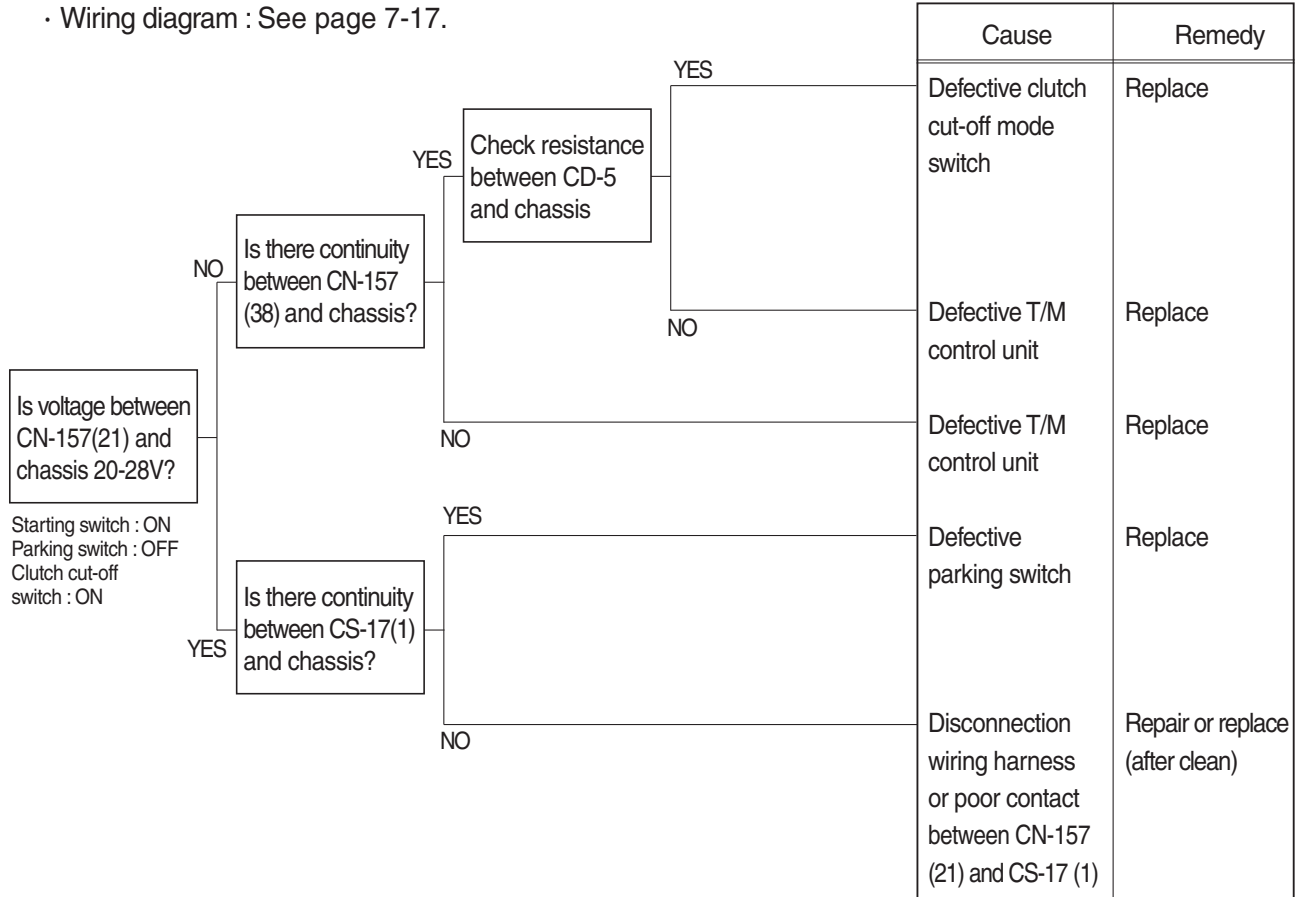 · Wiring diagram : See page 7-17.
Cause
Remedy
YES
Defective clutch
cut-off mode
switch
Replace
YES
Check resistance
between CD-5
and chassis
NO
Is there continuity
between CN-157
(38) and chassis?
NO
Defective T/M
control unit
Replace
Is voltage between
CN-157(21) and
chassis 20-28V?
NO
Defective T/M
control unit
Replace
Starting switch : ON
Parking switch : OFF
Clutch cut-off
switch : ON
YES
Defective
parking switch
Replace
YES
Is there continuity
between CS-17(1)
and chassis?
NO
Disconnection
wiring harness
or poor contact
between CN-157
(21) and CS-17 (1)
Repair or replace
(after clean)